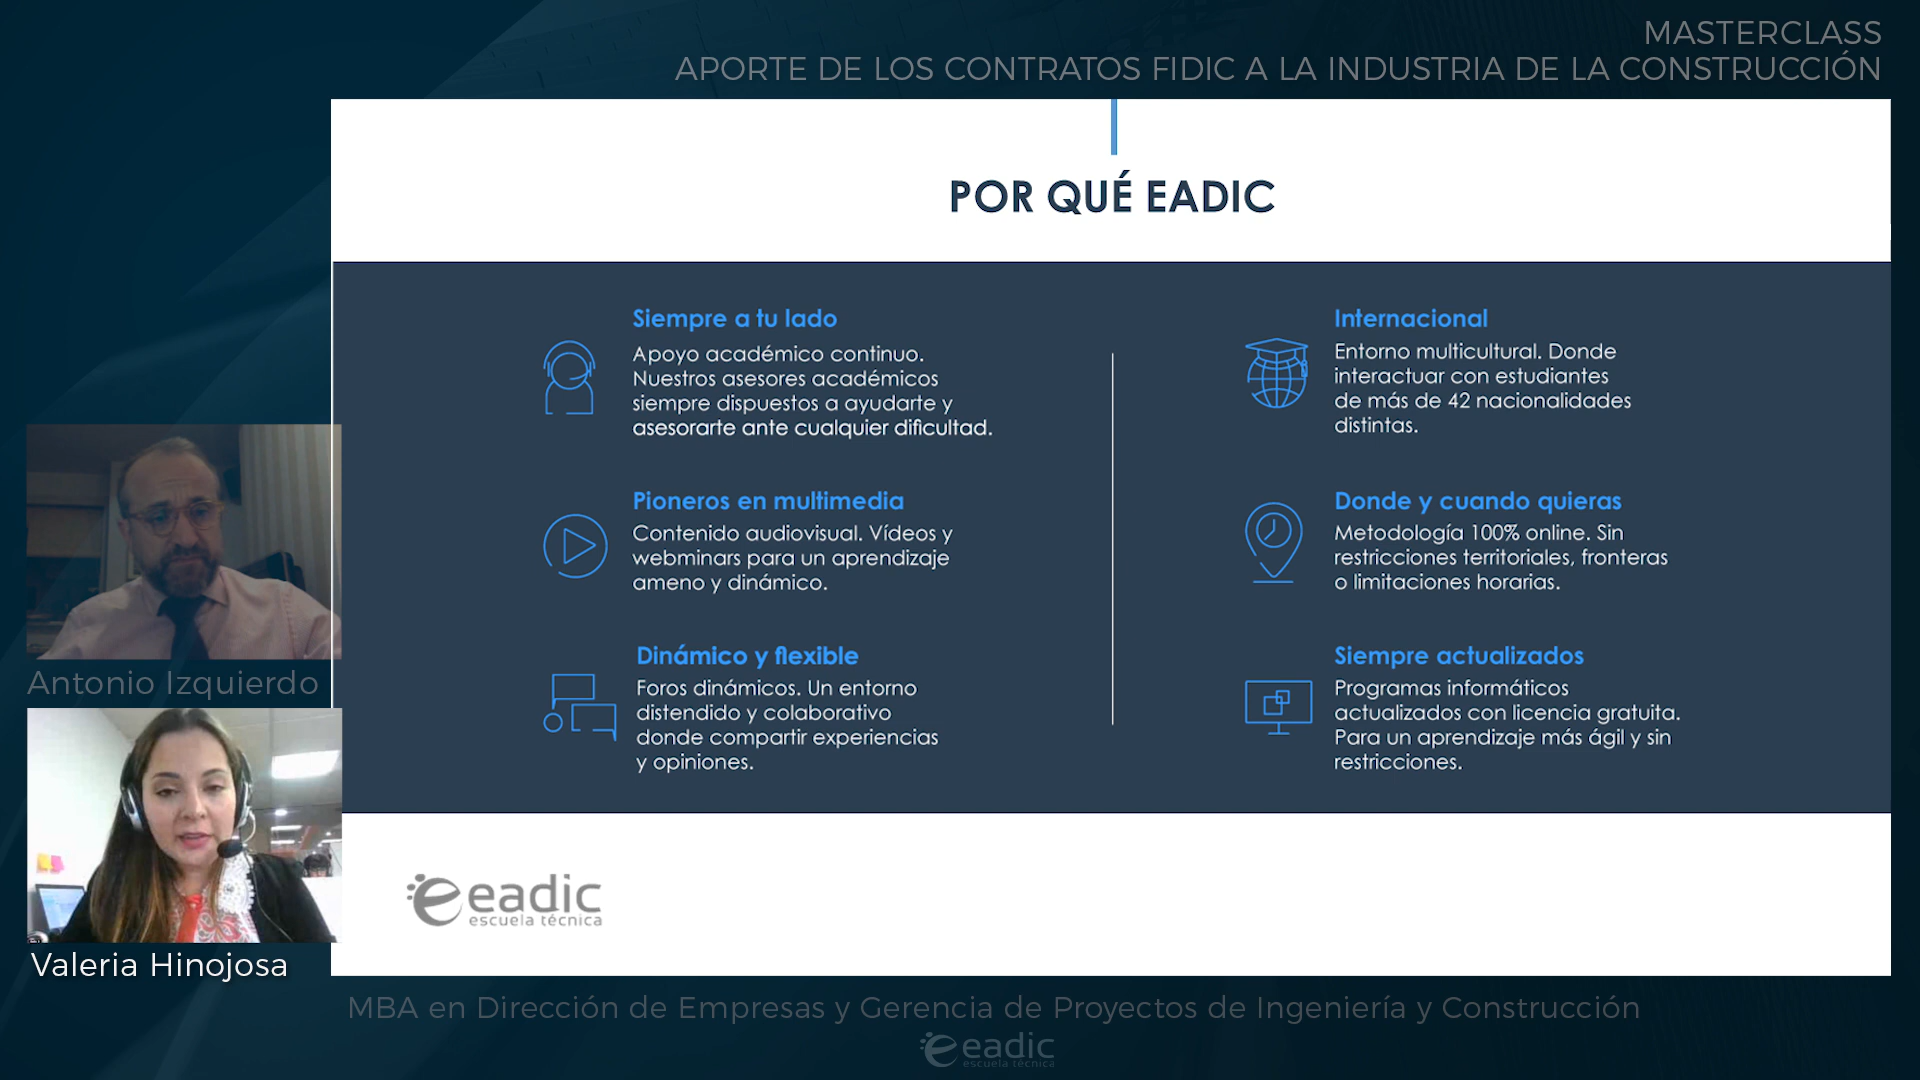 MASTERCLASS
APORTE DE LOS CONTRATOS FIDIC A LA INDUSTRIA DE LA CONSTRUCCIÓN
POR QUÉ EADIC
Siempre a tu lado
Apoyo académico continuo.
Nuestros asesores académicos
siempre dispuestos a ayudarte y
asesorarte ante cualquier dificultad.
Pioneros en multimedia
Contenido audiovisual. Vídeos y
webminars para un aprendizaje
ameno y dinámico.
Dinámico y flexible
Foros dinámicos. Un entorno
distendido y colaborativo
donde compartir experiencias
y opiniones.
Internacional
Entorno multicultural. Donde
interactuar con estudiantes
de más de 42 nacionalidades
distintas.
Donde y cuando quieras
Metodología 100% online. Sin
restricciones territoriales, fronteras
o limitaciones horarias.
Siempre actualizados
Programas informáticos
actualizados con licencia gratuita.
Para un aprendizaje más ágil y sin
restricciones.
Antonio Izquierdo
Valeria Hinojosa
eadic
escuela técnica
MBA en Dirección de Empresas y Gerencia de Proyectos de Ingeniería y Construcción
eadic
escuela técnica